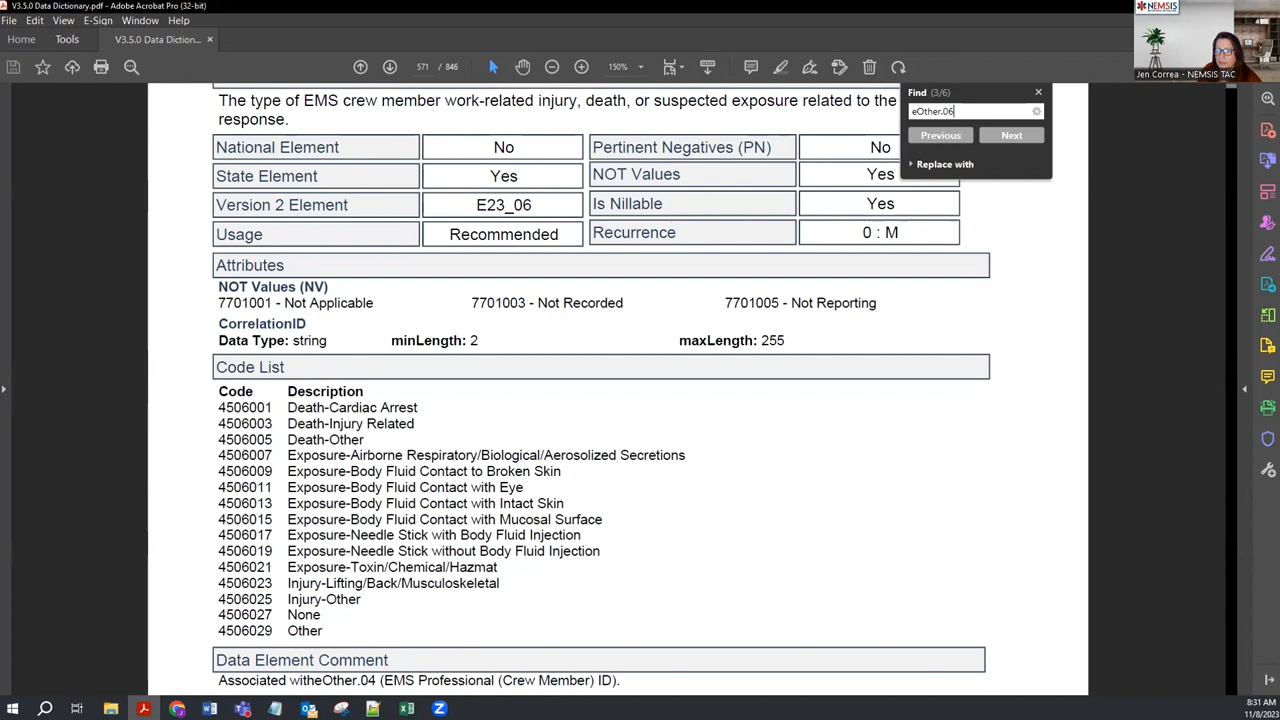 V3.5.0 Data Dictionary.pdf - Adobe Acrobat Pro (32-bit)
File Edit View E-Sign Window Help
Home Tools V3.5.0 Data Diction... ×
571 / 846 150%
NEMSIS
Jen Correa - NEMSIS TAC
Find (3/6)
eOther.06
Previous Next
Replace with
The type of EMS crew member work-related injury, death, or suspected exposure related to the
response.
National Element No Pertinent Negatives (PN) No
State Element Yes NOT Values Yes
Version 2 Element E23_06 Is Nillable Yes
Usage Recommended Recurrence 0 : M
Attributes
NOT Values (NV)
7701001 - Not Applicable 7701003 - Not Recorded 7701005 - Not Reporting
CorrelationID
Data Type: string minLength: 2 maxLength: 255
Code List
Code Description
4506001 Death-Cardiac Arrest
4506003 Death-Injury Related
4506005 Death-Other
4506007 Exposure-Airborne Respiratory/Biological/Aerosolized Secretions
4506009 Exposure-Body Fluid Contact to Broken Skin
4506011 Exposure-Body Fluid Contact with Eye
4506013 Exposure-Body Fluid Contact with Intact Skin
4506015 Exposure-Body Fluid Contact with Mucosal Surface
4506017 Exposure-Needle Stick with Body Fluid Injection
4506019 Exposure-Needle Stick without Body Fluid Injection
4506021 Exposure-Toxin/Chemical/Hazmat
4506023 Injury-Lifting/Back/Musculoskeletal
4506025 Injury-Other
4506027 None
4506029 Other
Data Element Comment
Associated witheOther.04 (EMS Professional (Crew Member) ID).
8:31 AM
11/8/2023